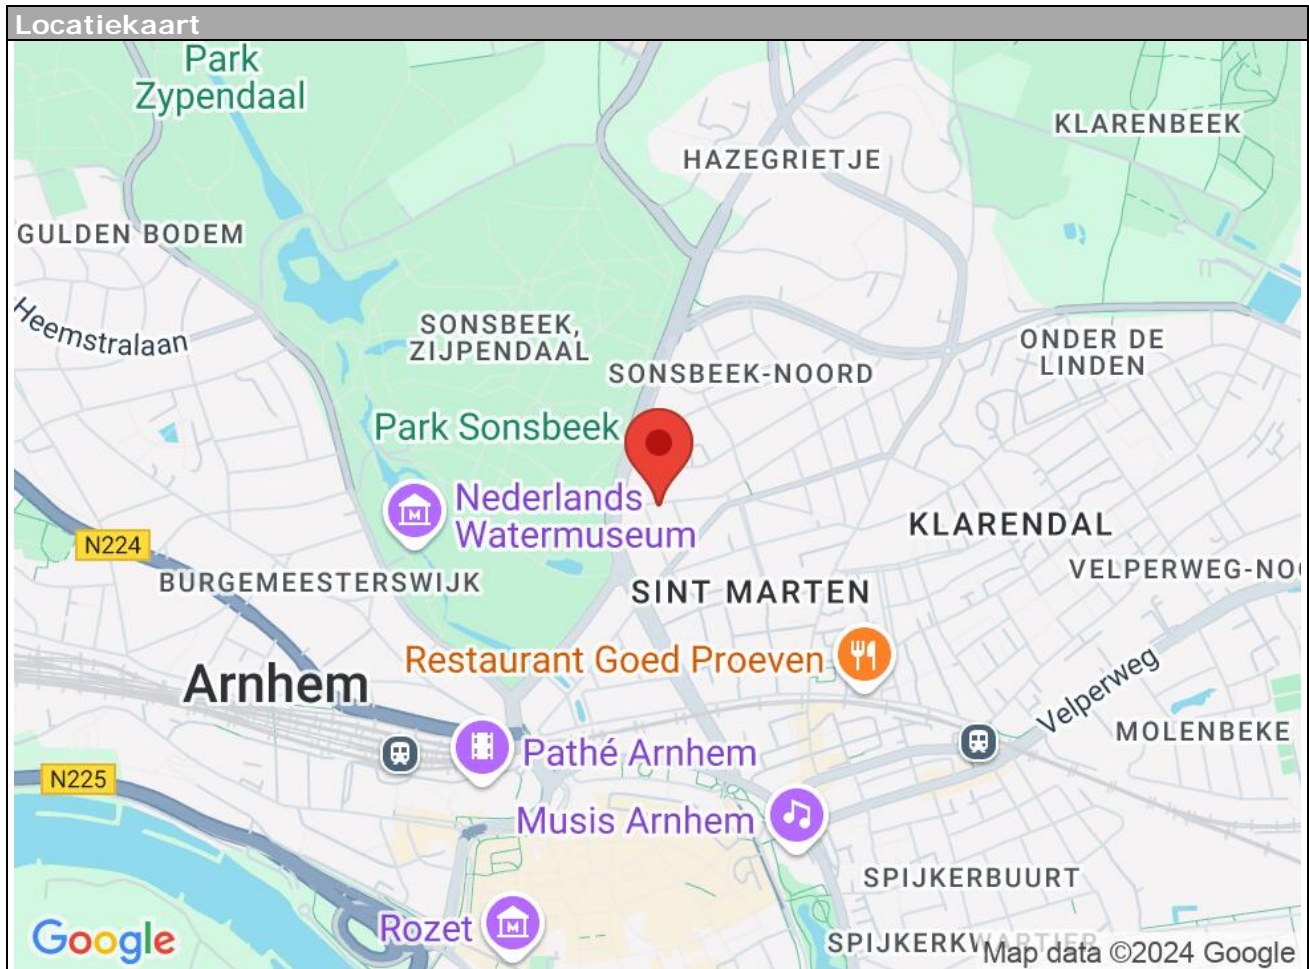 Locatiekaart
Park
Zypendaal
KLARENBEEK
HAZEGRIETJE
GULDEN BODEM
Heemstralaan
SONSBEEK,
ZIJPENDAAL
ONDER DE
LINDEN
SONSBEEK-NOORD
Park Sonsbeek
Nederlands
Watermuseum
KLARENDAL
N224
BURGEMEESTERSWIJK
VELPERWEG-NOO
SINT MARTEN
Restaurant Goed Proeven
Arnhem
Velperweg
MOLENBEKE
Pathé Arnhem
N225
Musis Arnhem
SPIJKERBUURT
Rozet
SPIJKERKWARTIER
Google
Map data ©2024 Google